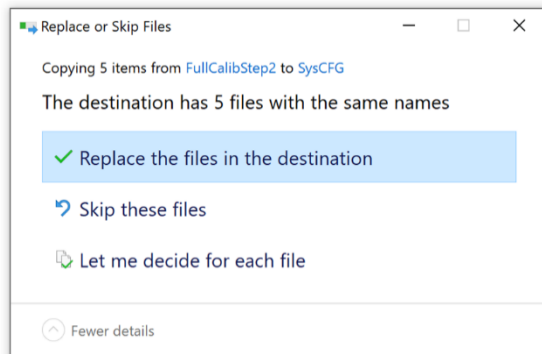 Replace or Skip Files
Copying 5 items from FullCalibStep2 to SysCFG
The destination has 5 files with the same names
Replace the files in the destination
Skip these files
Let me decide for each file
Fewer details